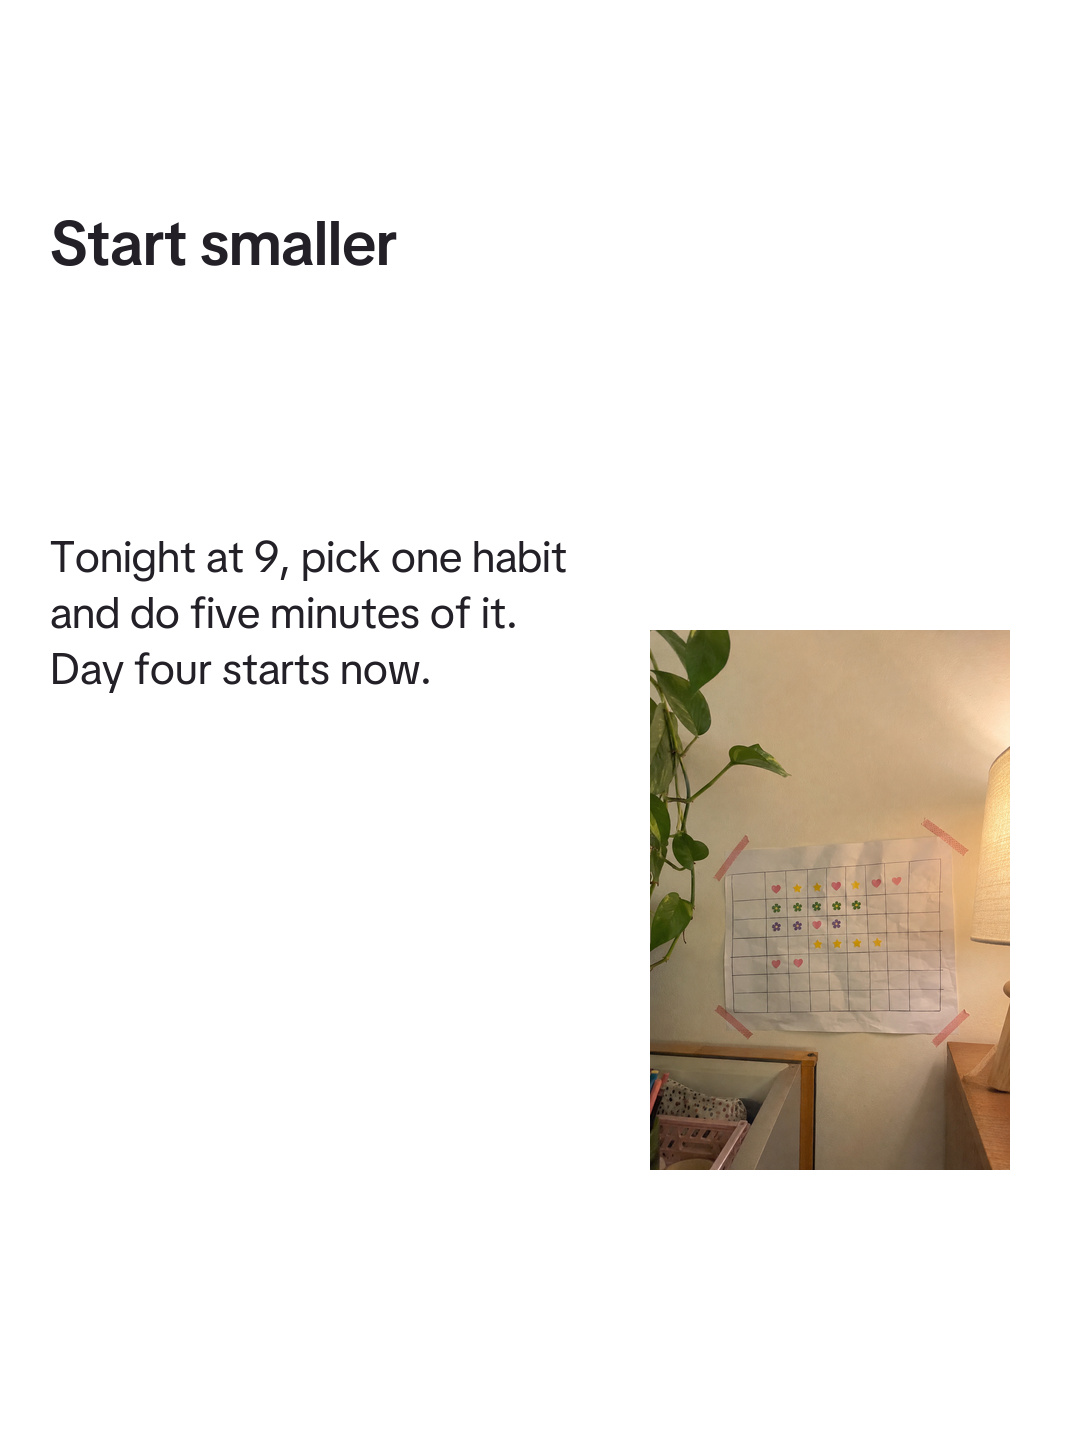 Start smaller
Tonight at 9, pick one habit
and do five minutes of it.
Day four starts now.